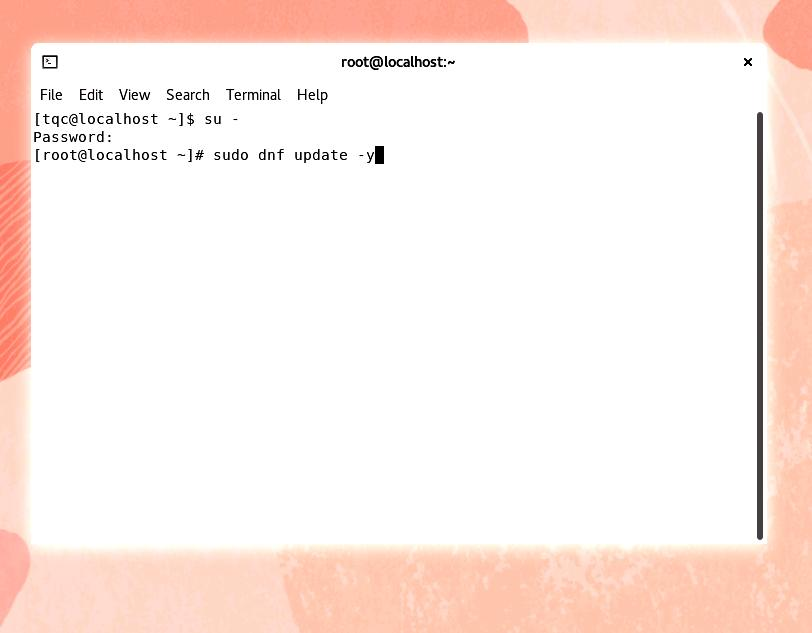 root@localhost:~
File Edit View Search Terminal Help
[tqc@localhost ~]$ su -
Password:
[root@localhost ~]# sudo dnf update -y